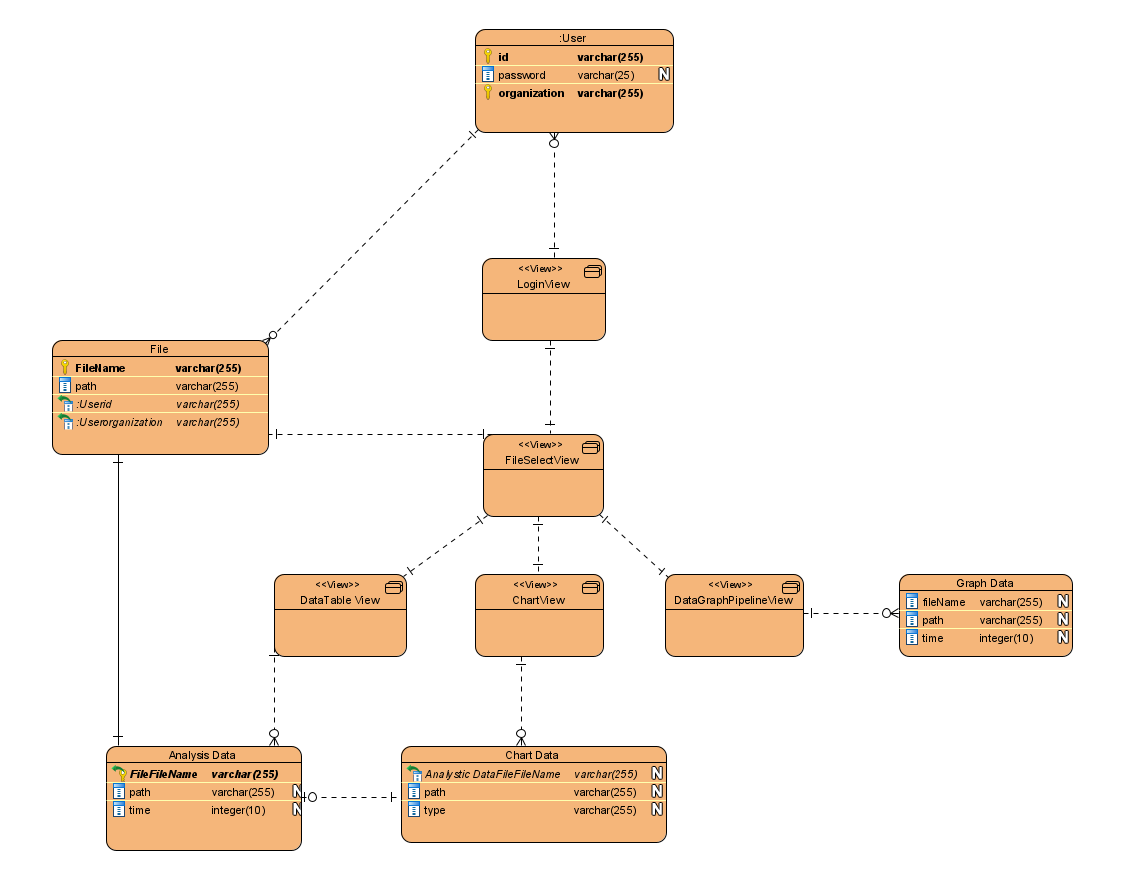 :User
id varchar(255)
password varchar(25) N
organization varchar(255)
<<View>>
LoginView
File
FileName varchar(255)
path varchar(255)
:Userid varchar(255)
:Userorganization varchar(255)
<<View>>
FileSelectView
<<View>>
DataTable View
<<View>>
ChartView
<<View>>
DataGraphPipelineView
Graph Data
fileName varchar(255) N
path varchar(255) N
time integer(10) N
Analysis Data
FileFileName varchar(255)
path varchar(255) N
time integer(10) N
Chart Data
Analystic DataFileFileName varchar(255) N
path varchar(255) N
type varchar(255) N